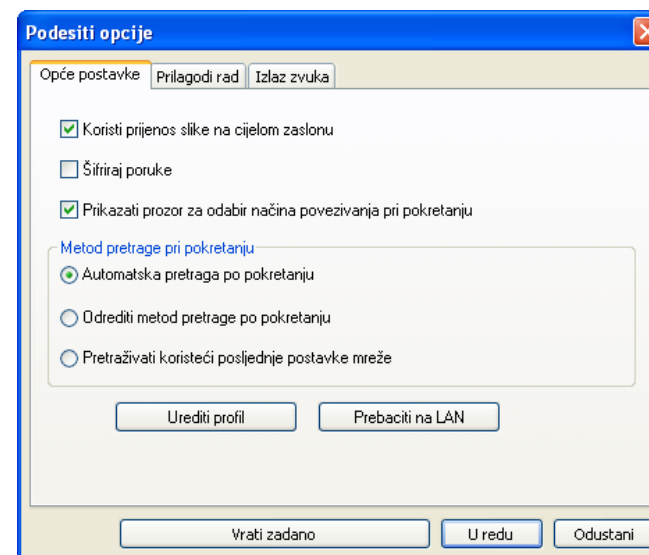 Podesiti opcije
Opće postavke Prilagodi rad Izlaz zvuka
Koristi prijenos slike na cijelom zaslonu
Šifriraj poruke
Prikazati prozor za odabir načina povezivanja pri pokretanju
Metod pretrage pri pokretanju
Automatska pretraga po pokretanju
Odrediti metod pretrage po pokretanju
Pretraživati koristeći posljednje postavke mreže
Urediti profil Prebaciti na LAN
Vrati zadano U redu Odustani